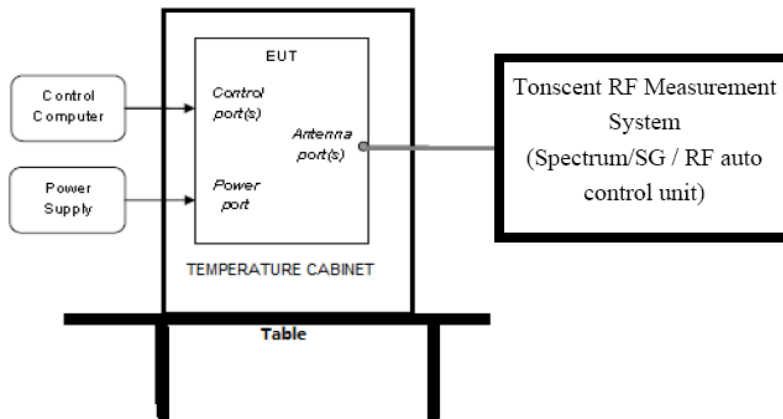 EUT
Control
Computer
Control
port(s)
Antenna
port(s)
Power
Supply
Power
port
TEMPERATURE CABINET
Table
Tonscent RF Measurement
System
(Spectrum/SG / RF auto
control unit)